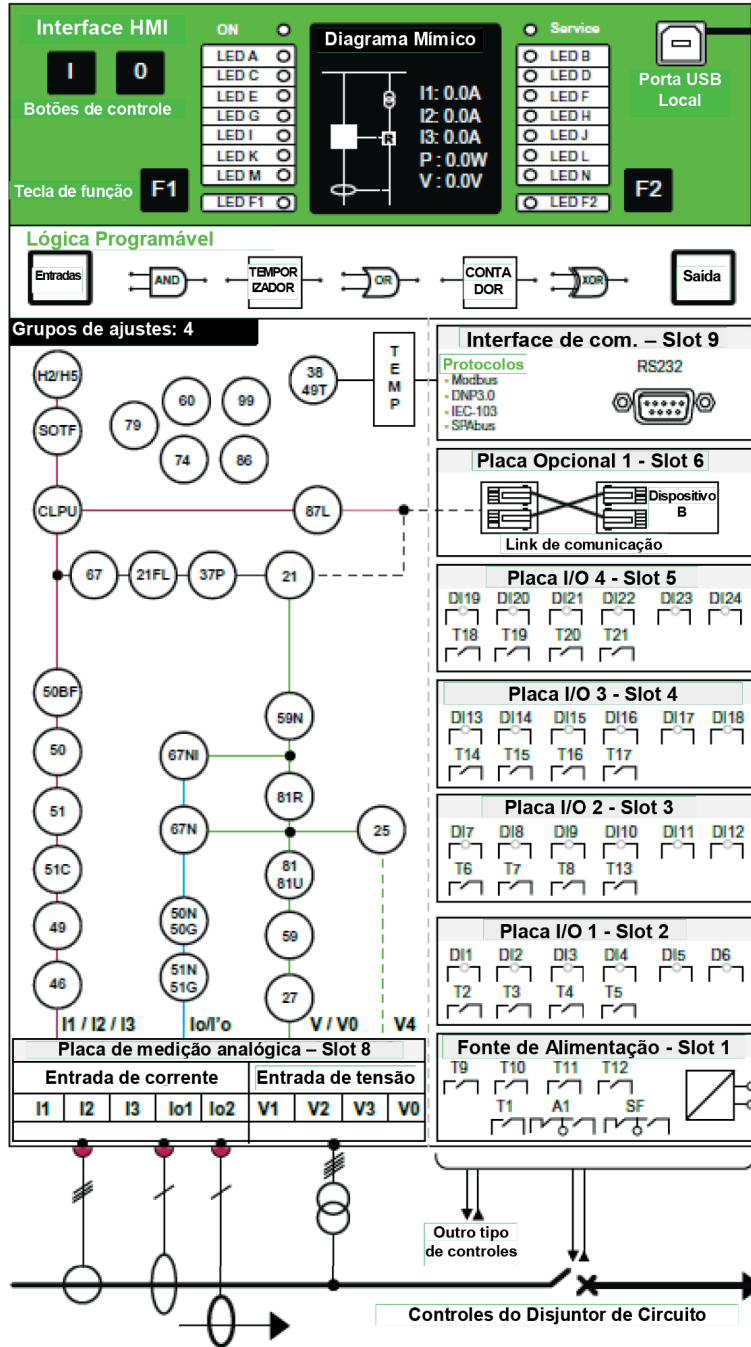 Interface HMI
ON
Service
I
0
Botões de controle
Tecla de função
F1
LED A
LED C
LED E
LED G
LED I
LED K
LED M
LED F1
Diagrama Mímico
R
I1: 0.0A
I2: 0.0A
I3: 0.0A
P : 0.0W
V : 0.0V
LED B
LED D
LED F
LED H
LED J
LED L
LED N
LED F2
F2
Porta USB
Local
Lógica Programável
Entradas
AND
TEMPOR
IZADOR
OR
CONTA
DOR
XOR
Saída
Grupos de ajustes: 4
H2/H5
SOTF
79
60
99
74
86
38
49T
T
E
M
P
CLPU
87L
67
21FL
37P
21
50BF
50
51
51C
49
46
67NI
67N
50N
50G
51N
51G
59N
81R
81
81U
59
27
25
I1 / I2 / I3
Io/I'o
V / V0
V4
Placa de medição analógica – Slot 8
Entrada de corrente
Entrada de tensão
I1 I2 I3 Io1 Io2 V1 V2 V3 V0
Interface de com. – Slot 9
Protocolos
- Modbus
- DNP3.0
- IEC-103
- SPAbus
RS232
Placa Opcional 1 - Slot 6
Dispositivo
B
Link de comunicação
Placa I/O 4 - Slot 5
DI19 DI20 DI21 DI22 DI23 DI24
T18 T19 T20 T21
Placa I/O 3 - Slot 4
DI13 DI14 DI15 DI16 DI17 DI18
T14 T15 T16 T17
Placa I/O 2 - Slot 3
DI7 DI8 DI9 DI10 DI11 DI12
T6 T7 T8 T13
Placa I/O 1 - Slot 2
DI1 DI2 DI3 DI4 DI5 D6
T2 T3 T4 T5
Fonte de Alimentação - Slot 1
T9 T10 T11 T12
T1 A1 SF
Outro tipo
de controles
Controles do Disjuntor de Circuito